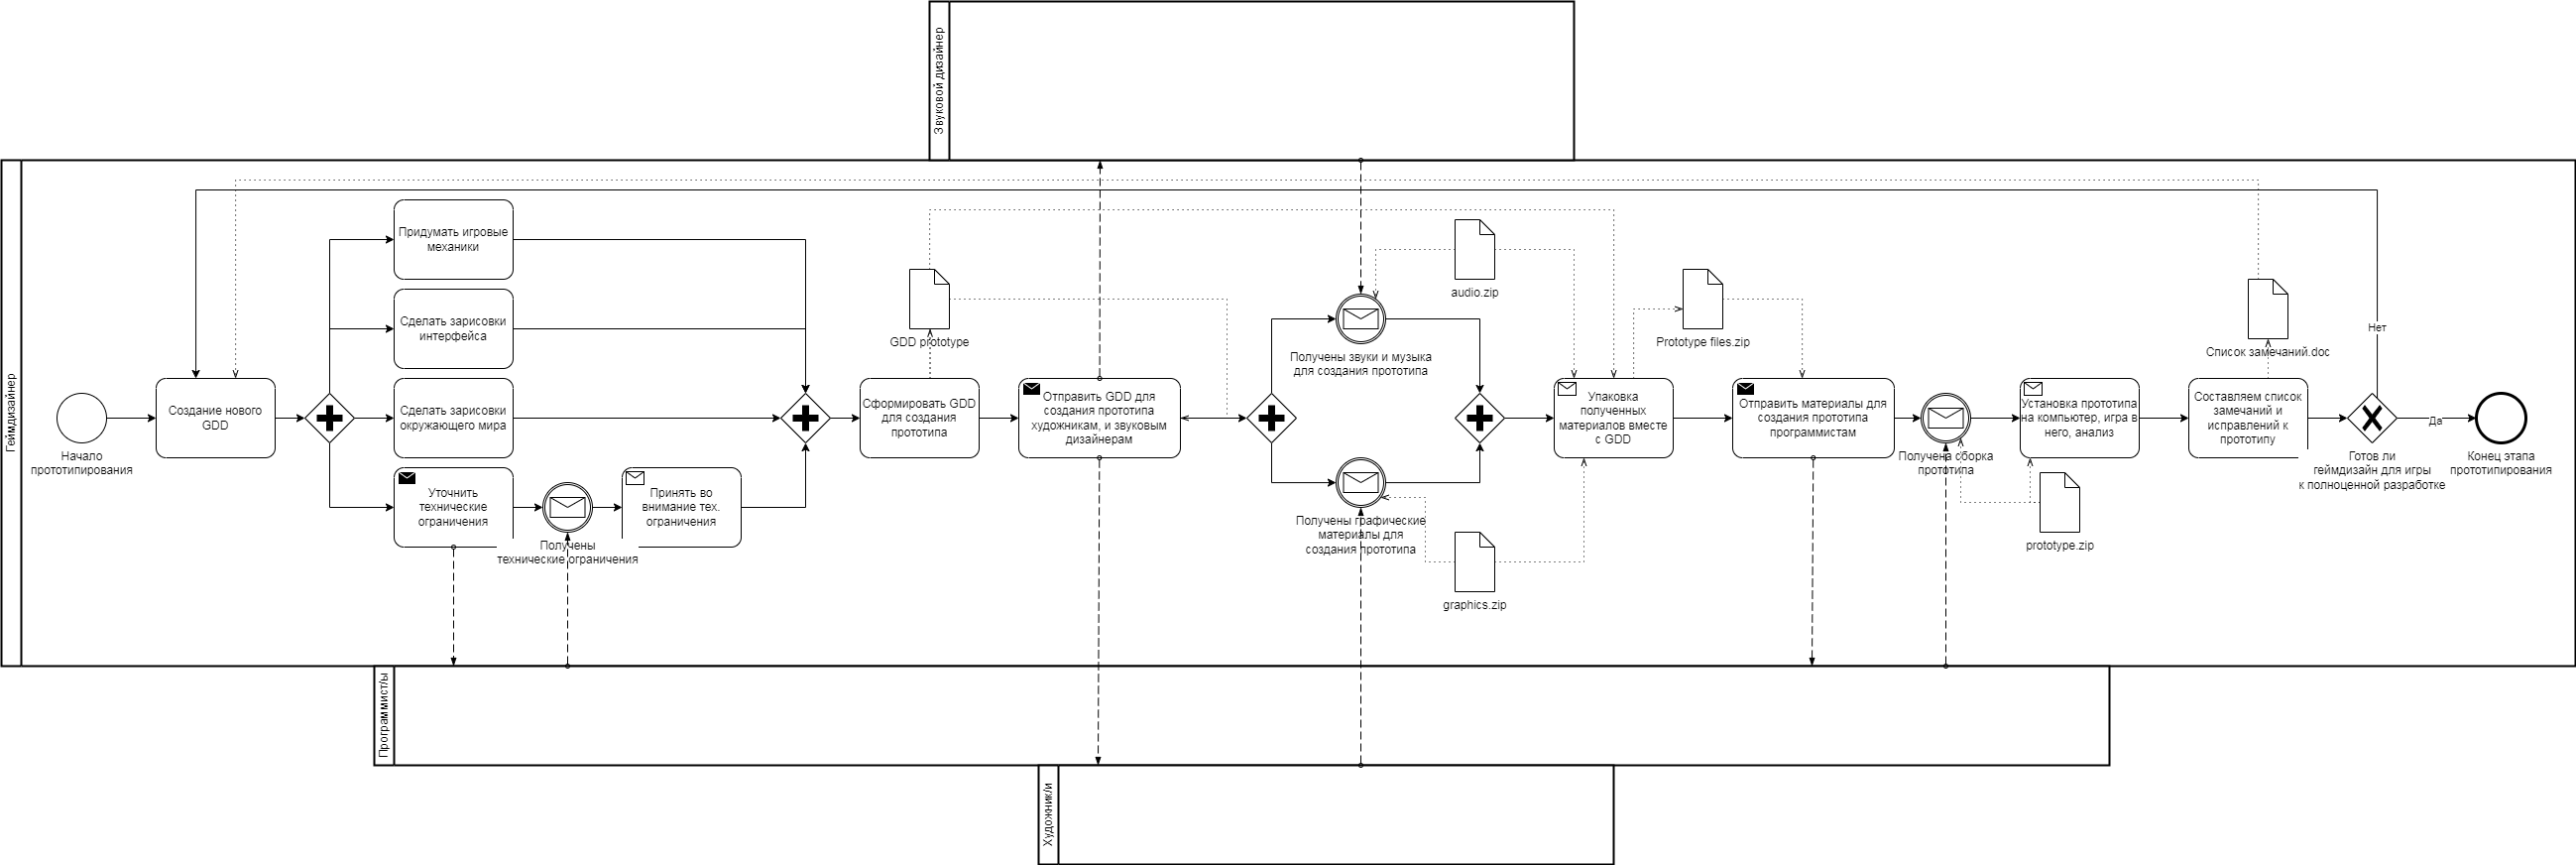 Звуковой дизайнер
Геймдизайнер
Начало
прототипирования
Создание нового
GDD
Придумать игровые
механики
Сделать зарисовки
интерфейса
Сделать зарисовки
окружающего мира
Уточнить
технические
ограничения
Получены
технические ограничения
Принять во
внимание тех.
ограничения
GDD prototype
Сформировать GDD
для создания
прототипа
Отправить GDD для
создания прототипа
художникам, и звуковым
дизайнерам
Получены звуки и музыка
для создания прототипа
Получены графические
материалы для
создания прототипа
audio.zip
graphics.zip
Упаковка
полученных
материалов вместе
с GDD
Prototype files.zip
Отправить материалы для
создания прототипа
программистам
Получена сборка
прототипа
Установка прототипа
на компьютер, игра в
него, анализ
prototype.zip
Список замечаний.doc
Составляем список
замечаний и
исправлений к
прототипу
Нет
Готов ли
геймдизайн для игры
к полноценной разработке
Да
Конец этапа
прототипирования
Программист/ы
Художник/и